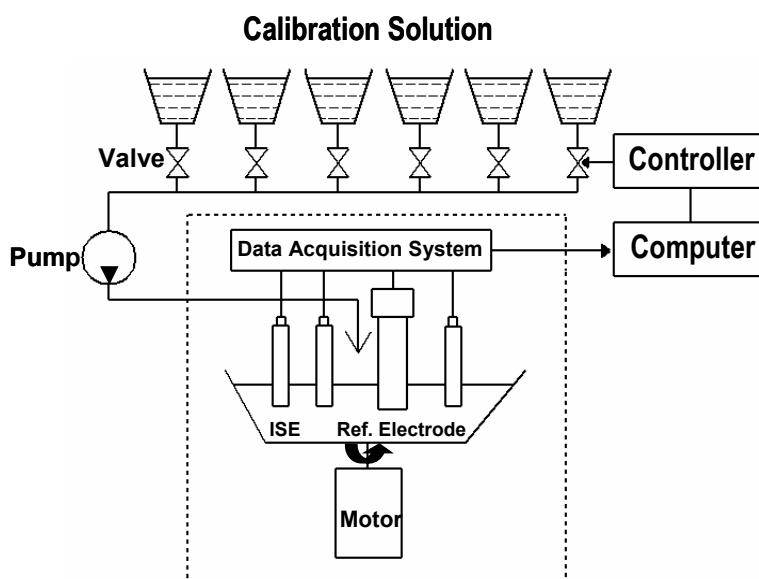 Calibration Solution
Valve
Controller
Pump
Data Acquisition System
Computer
ISE
Ref. Electrode
Motor